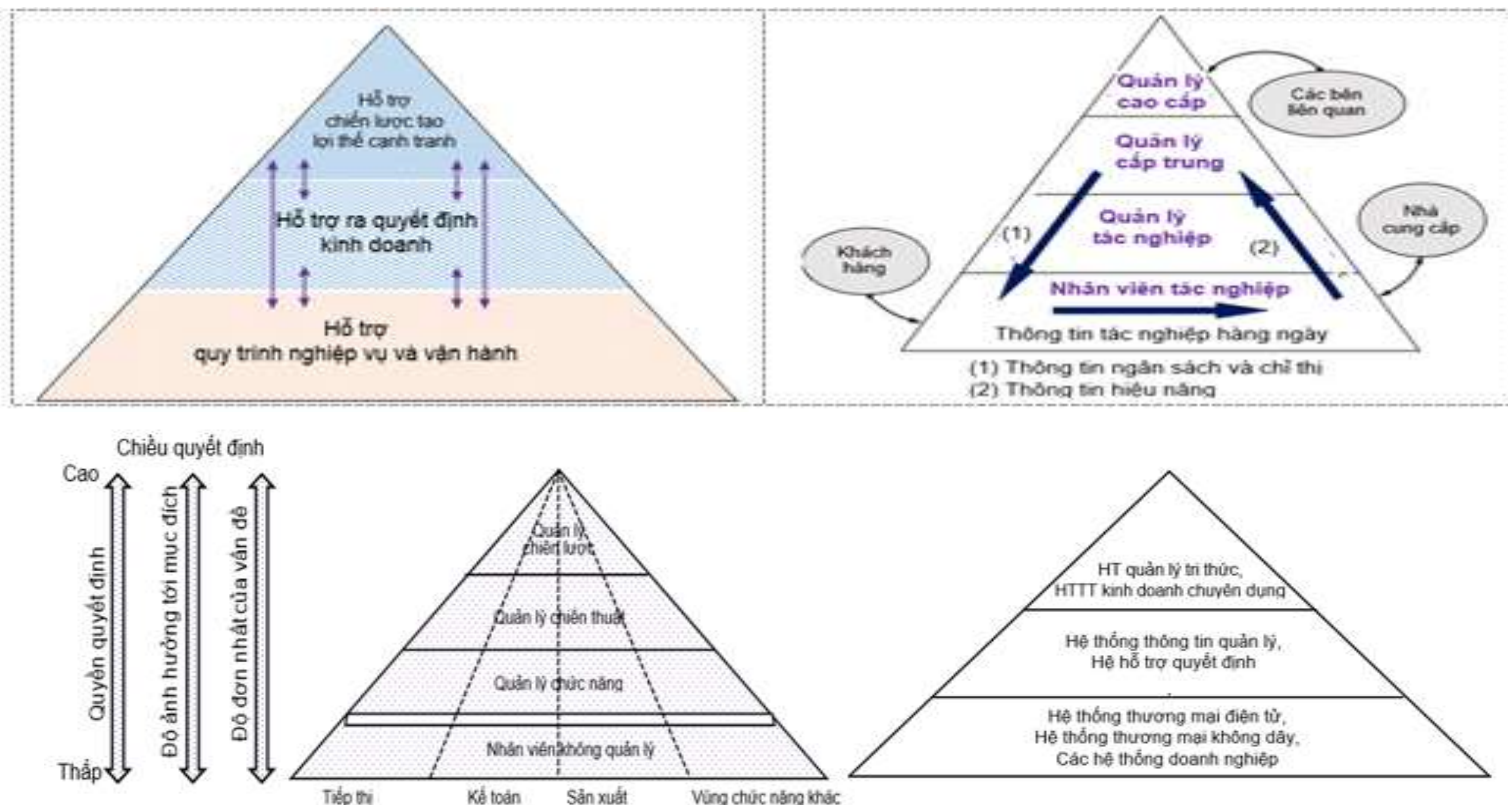 Hỗ trợ
chiến lược tạo
lợi thế cạnh tranh
Hỗ trợ ra quyết định
kinh doanh
Hỗ trợ
quy trình nghiệp vụ và vận hành
Quản lý
cao cấp
Các bên
liên quan
Quản lý
cấp trung
Quản lý
tác nghiệp
(1)
(2)
Nhà
cung cấp
Khách
hàng
Nhân viên tác nghiệp
Thông tin tác nghiệp hàng ngày
(1) Thông tin ngân sách và chỉ thị
(2) Thông tin hiệu năng
Chiều quyết định
Cao
Quyền quyết định
Độ ảnh hưởng tới mục đích
Độ đơn nhất của vấn đề
Thấp
Quản lý
chiến lược
Quản lý chiến thuật
Quản lý chức năng
Nhân viên không quản lý
Tiếp thị
Kế toán
Sản xuất
Vùng chức năng khác
HT quản lý tri thức,
HTTT kinh doanh chuyên dụng
Hệ thống thông tin quản lý,
Hệ hỗ trợ quyết định
Hệ thống thương mại điện tử,
Hệ thống thương mại không dây,
Các hệ thống doanh nghiệp